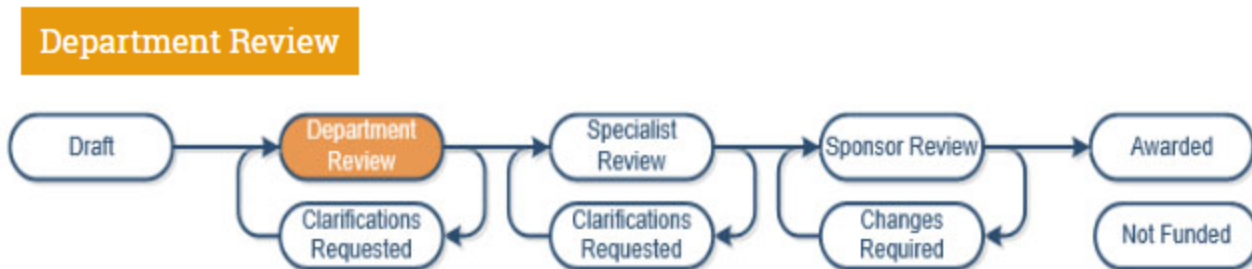 Department Review
Draft
Department
Review
Specialist
Review
Sponsor Review
Awarded
Clarifications
Requested
Clarifications
Requested
Changes
Required
Not Funded